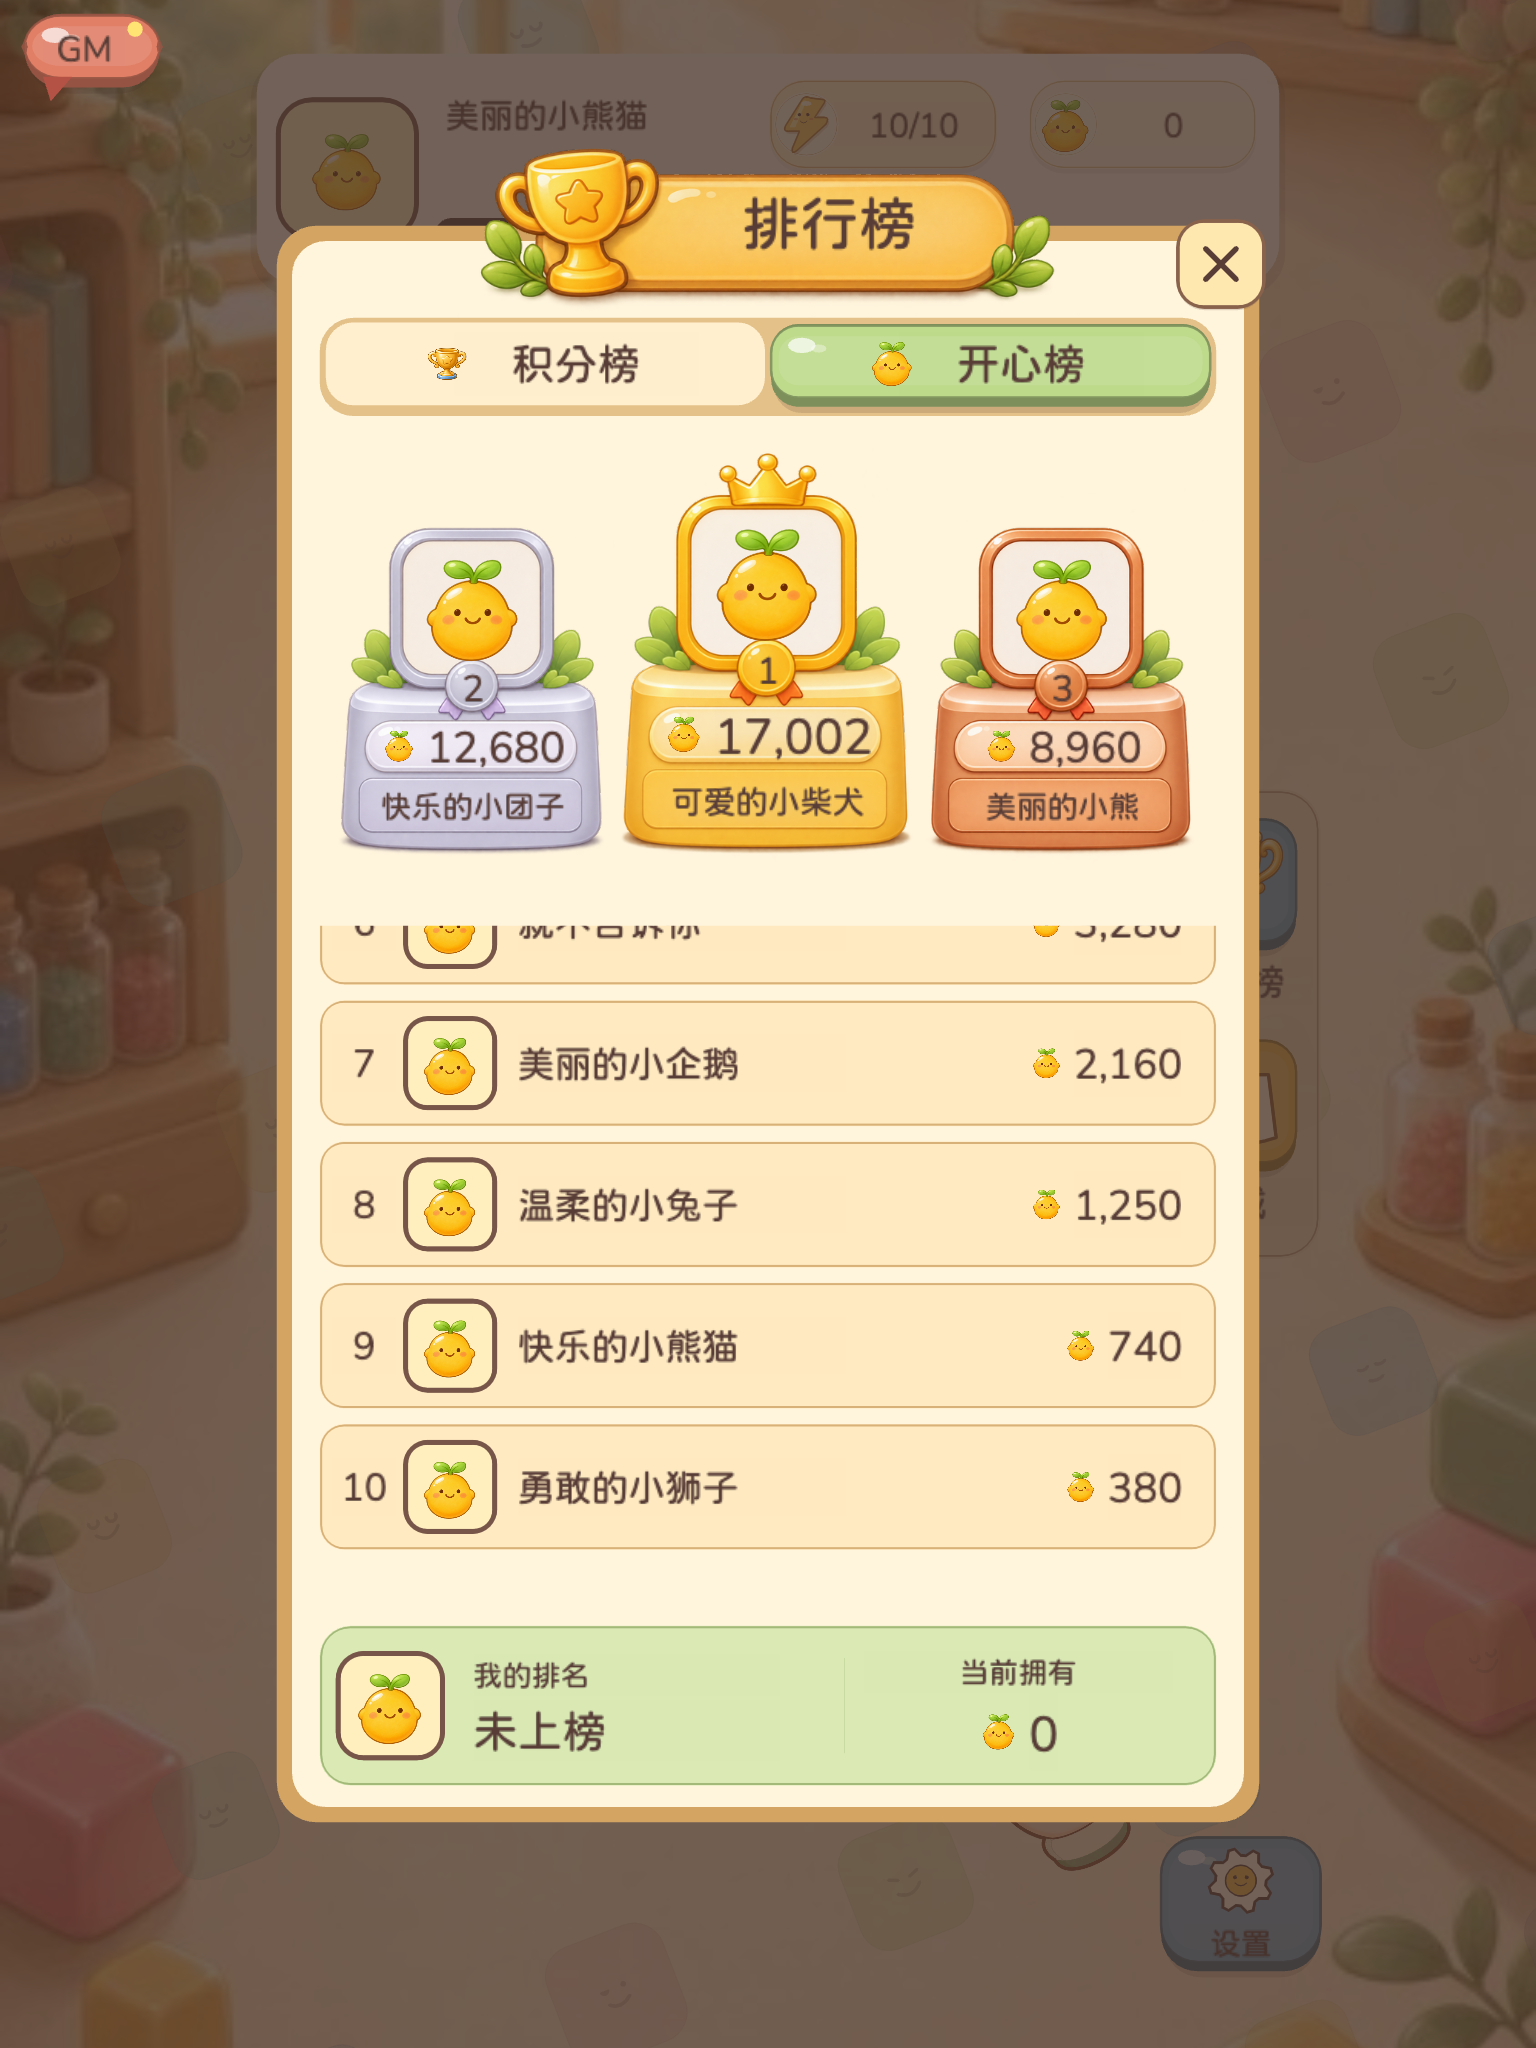 GM
美丽的小熊猫
10/10
0
排行榜
积分榜
开心榜
2
12,680
快乐的小团子
1
17,002
可爱的小柴犬
3
8,960
美丽的小熊
7
美丽的小企鹅
2,160
8
温柔的小兔子
1,250
9
快乐的小熊猫
740
10
勇敢的小狮子
380
榜
我的排名
未上榜
当前拥有
0
设置